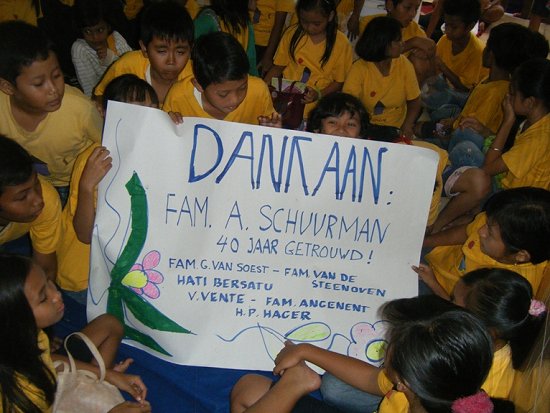 DANK AAN:
FAM. A. SCHUURMAN
40 JAAR GETROUWD!
FAM. G. VAN SOEST - FAM. VAN DE
STEENOVEN
HATI BERSATU
V. VENTE - FAM. ANGENENT
H.P. HAGER